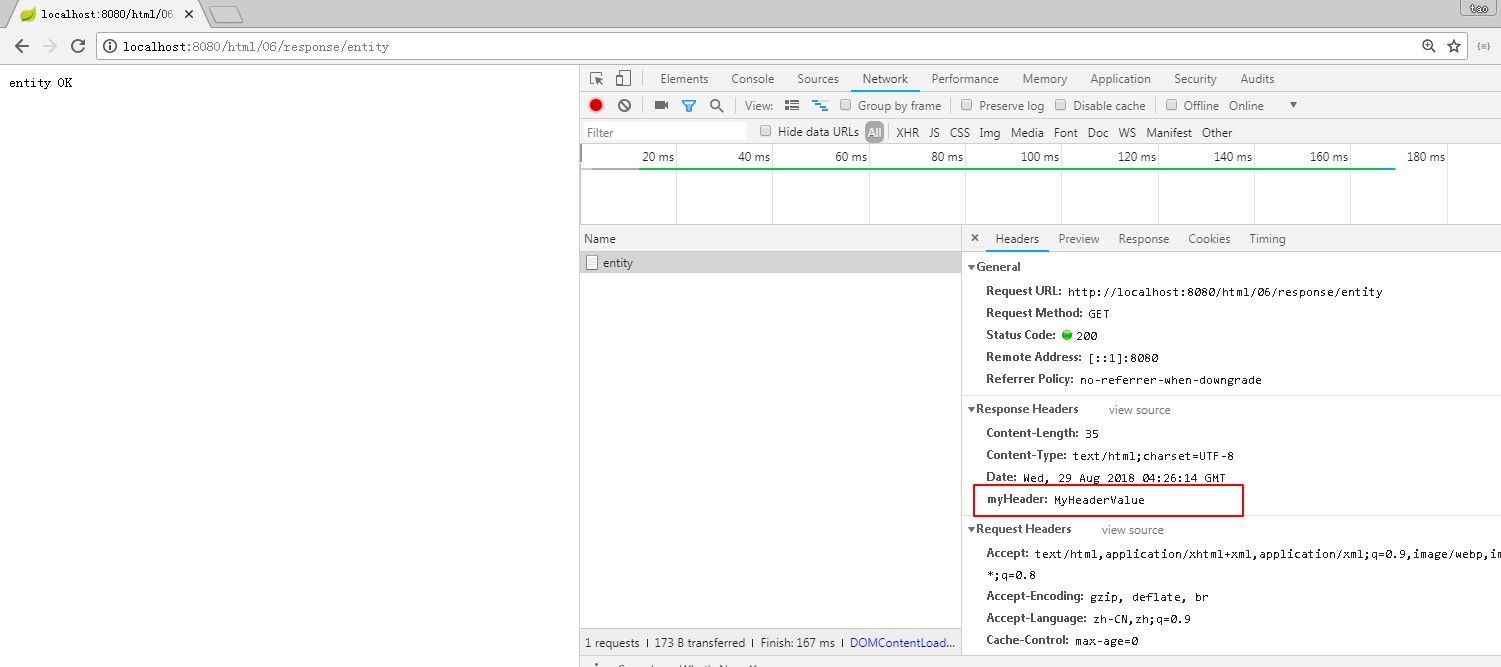 localhost:8080/html/06
tao
localhost:8080/html/06/response/entity
entity OK
Elements Console Sources Network Performance Memory Application Security Audits
View: Group by frame Preserve log Disable cache Offline Online
Filter Hide data URLs All XHR JS CSS Img Media Font Doc WS Manifest Other
20 ms 40 ms 60 ms 80 ms 100 ms 120 ms 140 ms 160 ms 180 ms
Name
entity
1 requests | 173 B transferred | Finish: 167 ms | DOMContentLoad...
× Headers Preview Response Cookies Timing
General
Request URL: http://localhost:8080/html/06/response/entity
Request Method: GET
Status Code: 200
Remote Address: [::1]:8080
Referrer Policy: no-referrer-when-downgrade
Response Headers view source
Content-Length: 35
Content-Type: text/html;charset=UTF-8
Date: Wed, 29 Aug 2018 04:26:14 GMT
myHeader: MyHeaderValue
Request Headers view source
Accept: text/html,application/xhtml+xml,application/xml;q=0.9,image/webp,im
*;q=0.8
Accept-Encoding: gzip, deflate, br
Accept-Language: zh-CN,zh;q=0.9
Cache-Control: max-age=0